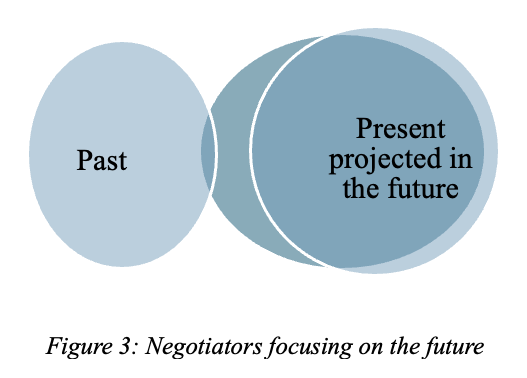 Past
Present
projected in
the future
Figure 3: Negotiators focusing on the future